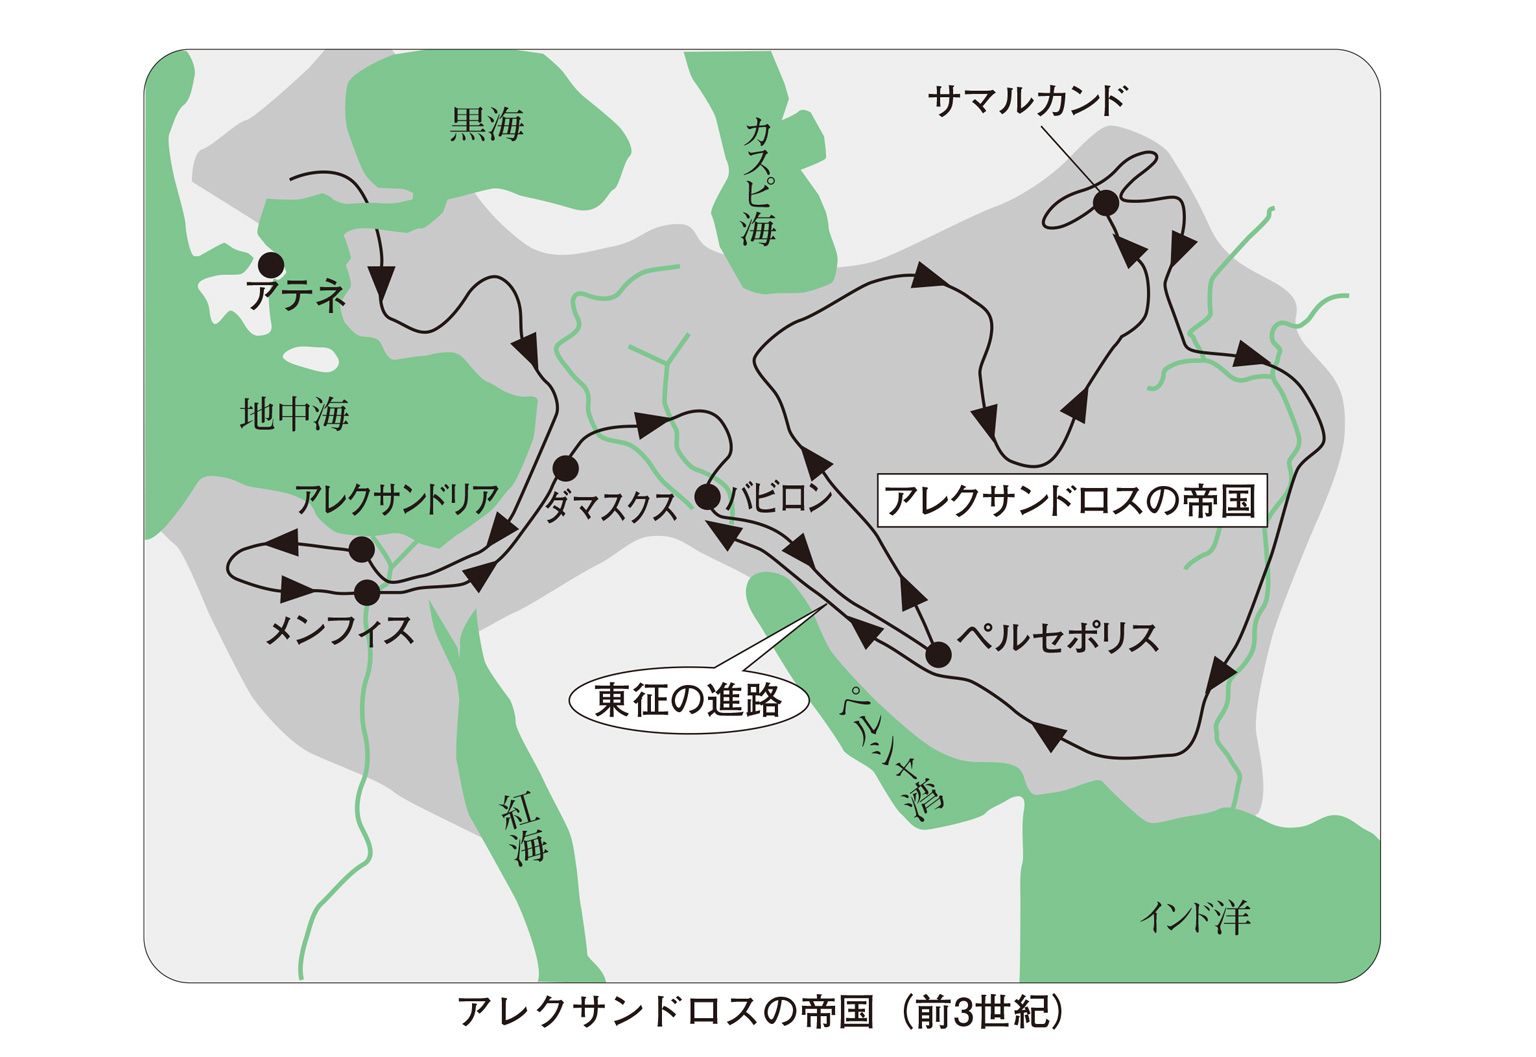 サマルカンド
黒海
カスピ海
アテネ
地中海
アレクサンドリア
ダマスクス
バビロン
アレクサンドロスの帝国
メンフィス
ペルセポリス
東征の進路
ペルシャ湾
紅海
インド洋
アレクサンドロスの帝国（前3世紀）